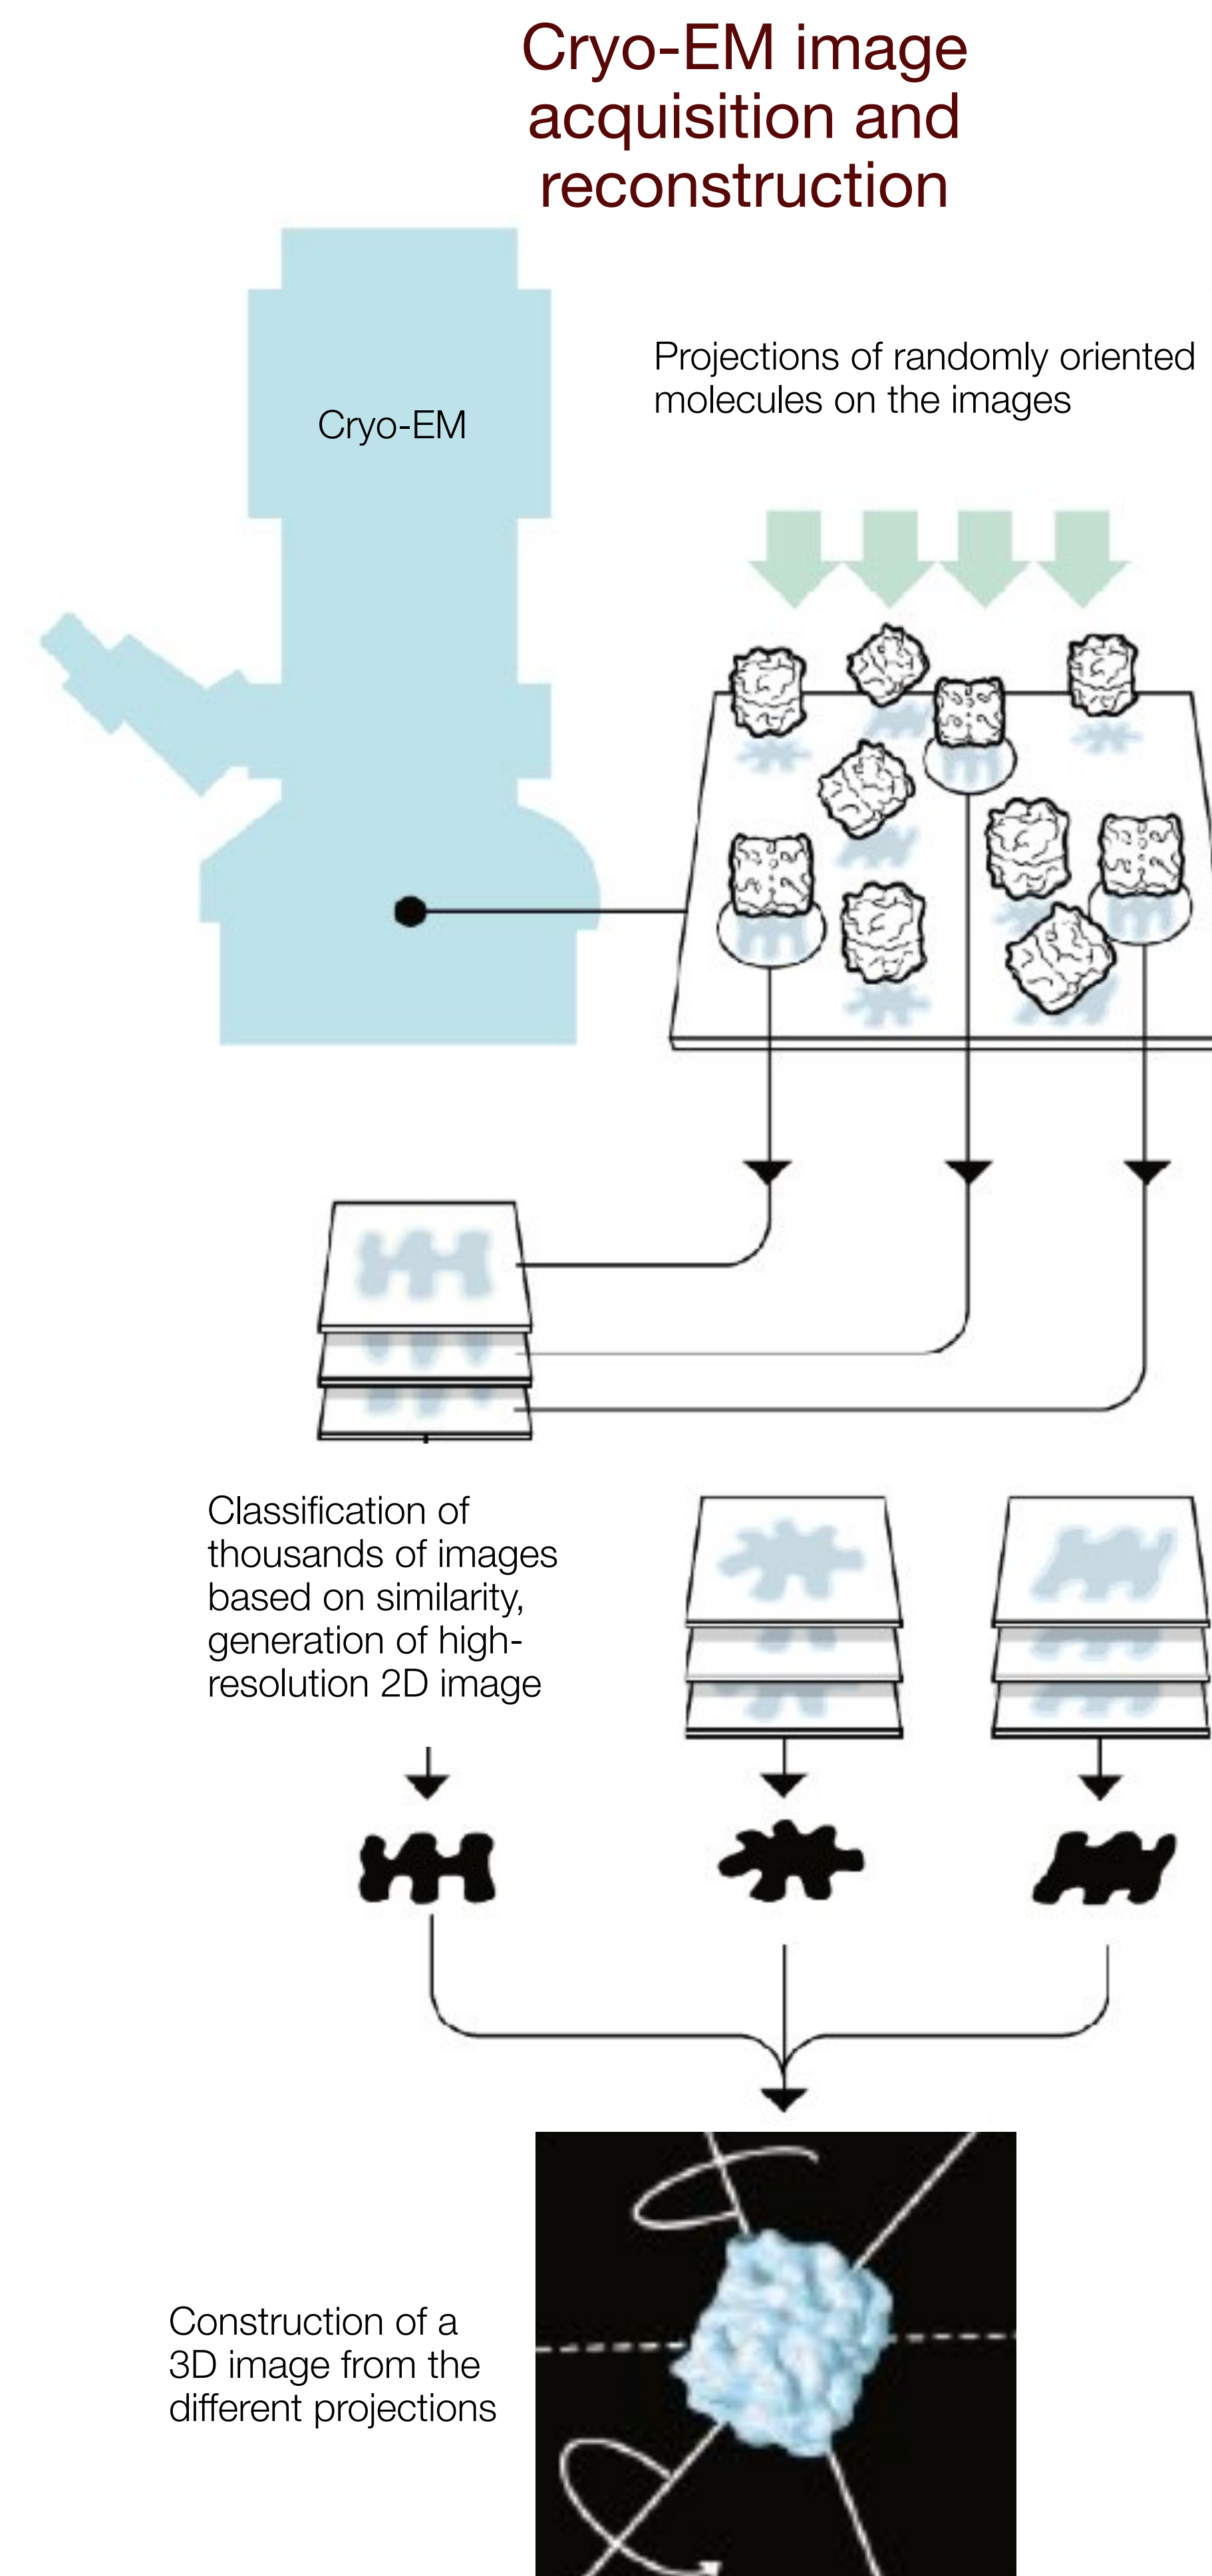 Cryo-EM image
acquisition and
reconstruction
Cryo-EM
Projections of randomly oriented
molecules on the images
Classification of
thousands of images
based on similarity,
generation of high-
resolution 2D image
Construction of a
3D image from the
different projections